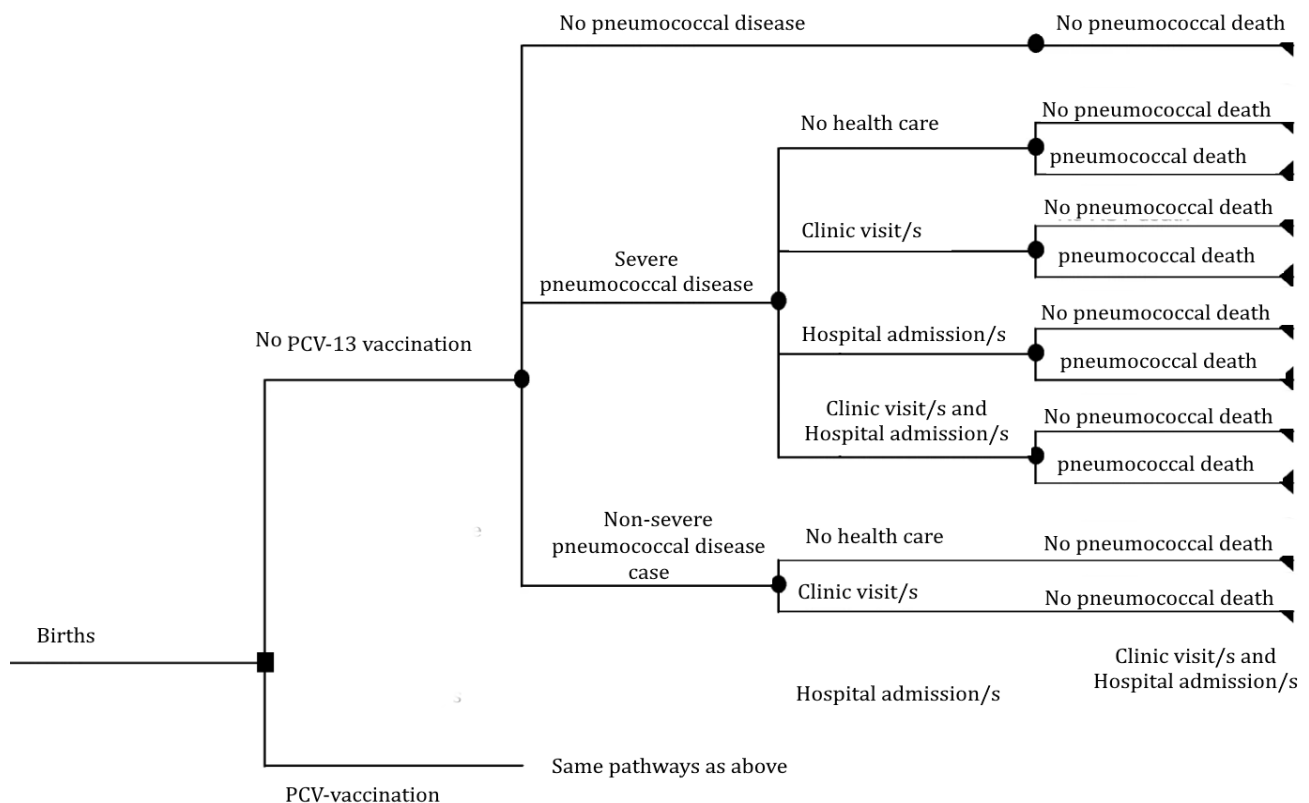 No pneumococcal disease
No pneumococcal death
No health care
No pneumococcal death
pneumococcal death
Clinic visit/s
No pneumococcal death
pneumococcal death
Severe
pneumococcal disease
Hospital admission/s
No pneumococcal death
pneumococcal death
No PCV-13 vaccination
Clinic visit/s and
Hospital admission/s
No pneumococcal death
pneumococcal death
Non-severe
pneumococcal disease
case
No health care
No pneumococcal death
Clinic visit/s
No pneumococcal death
Births
Clinic visit/s and
Hospital admission/s
Hospital admission/s
Same pathways as above
PCV-vaccination